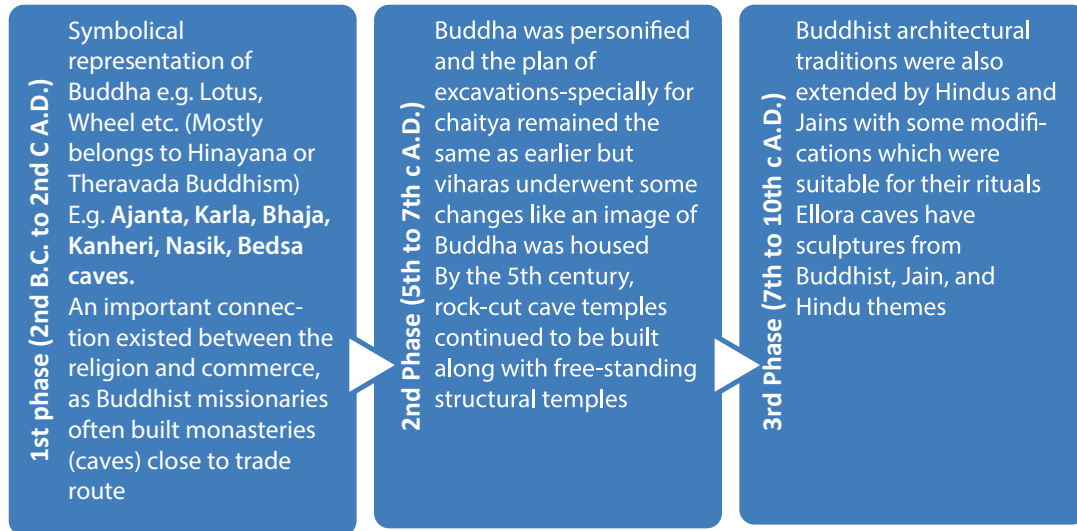 1st phase (2nd B.C. to 2nd C A.D.)
Symbolical
representation of
Buddha e.g. Lotus,
Wheel etc. (Mostly
belongs to Hinayana or
Theravada Buddhism)
E.g. Ajanta, Karla, Bhaja,
Kanheri, Nasik, Bedsa
caves.
An important connec-
tion existed between the
religion and commerce,
as Buddhist missionaries
often built monasteries
(caves) close to trade
route
2nd Phase (5th to 7th c A.D.)
Buddha was personified
and the plan of
excavations-specially for
chaitya remained the
same as earlier but
viharas underwent some
changes like an image of
Buddha was housed
By the 5th century,
rock-cut cave temples
continued to be built
along with free-standing
structural temples
3rd Phase (7th to 10th c A.D.)
Buddhist architectural
traditions were also
extended by Hindus and
Jains with some modifi-
cations which were
suitable for their rituals
Ellora caves have
sculptures from
Buddhist, Jain, and
Hindu themes